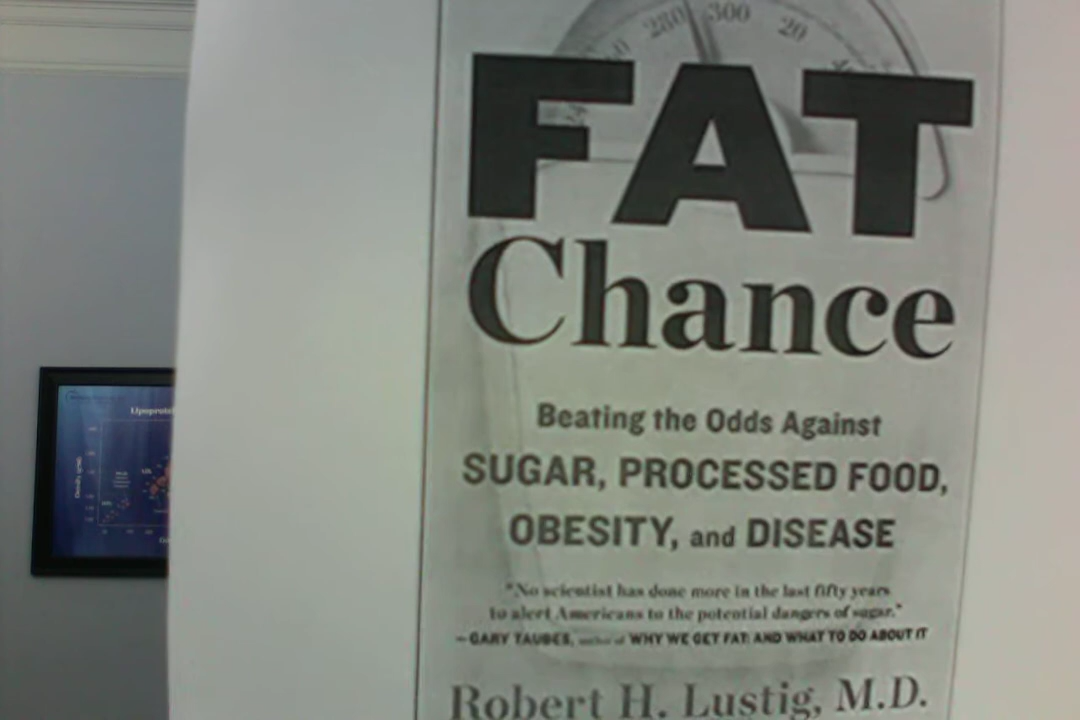 280 300 20
FAT
Chance
Beating the Odds Against
SUGAR, PROCESSED FOOD,
OBESITY, and DISEASE
"No scientist has done more in the last fifty years
to alert Americans to the potential dangers of sugar."
—GARY TAUBES, author of WHY WE GET FAT: AND WHAT TO DO ABOUT IT
Robert H. Lustig, M.D.